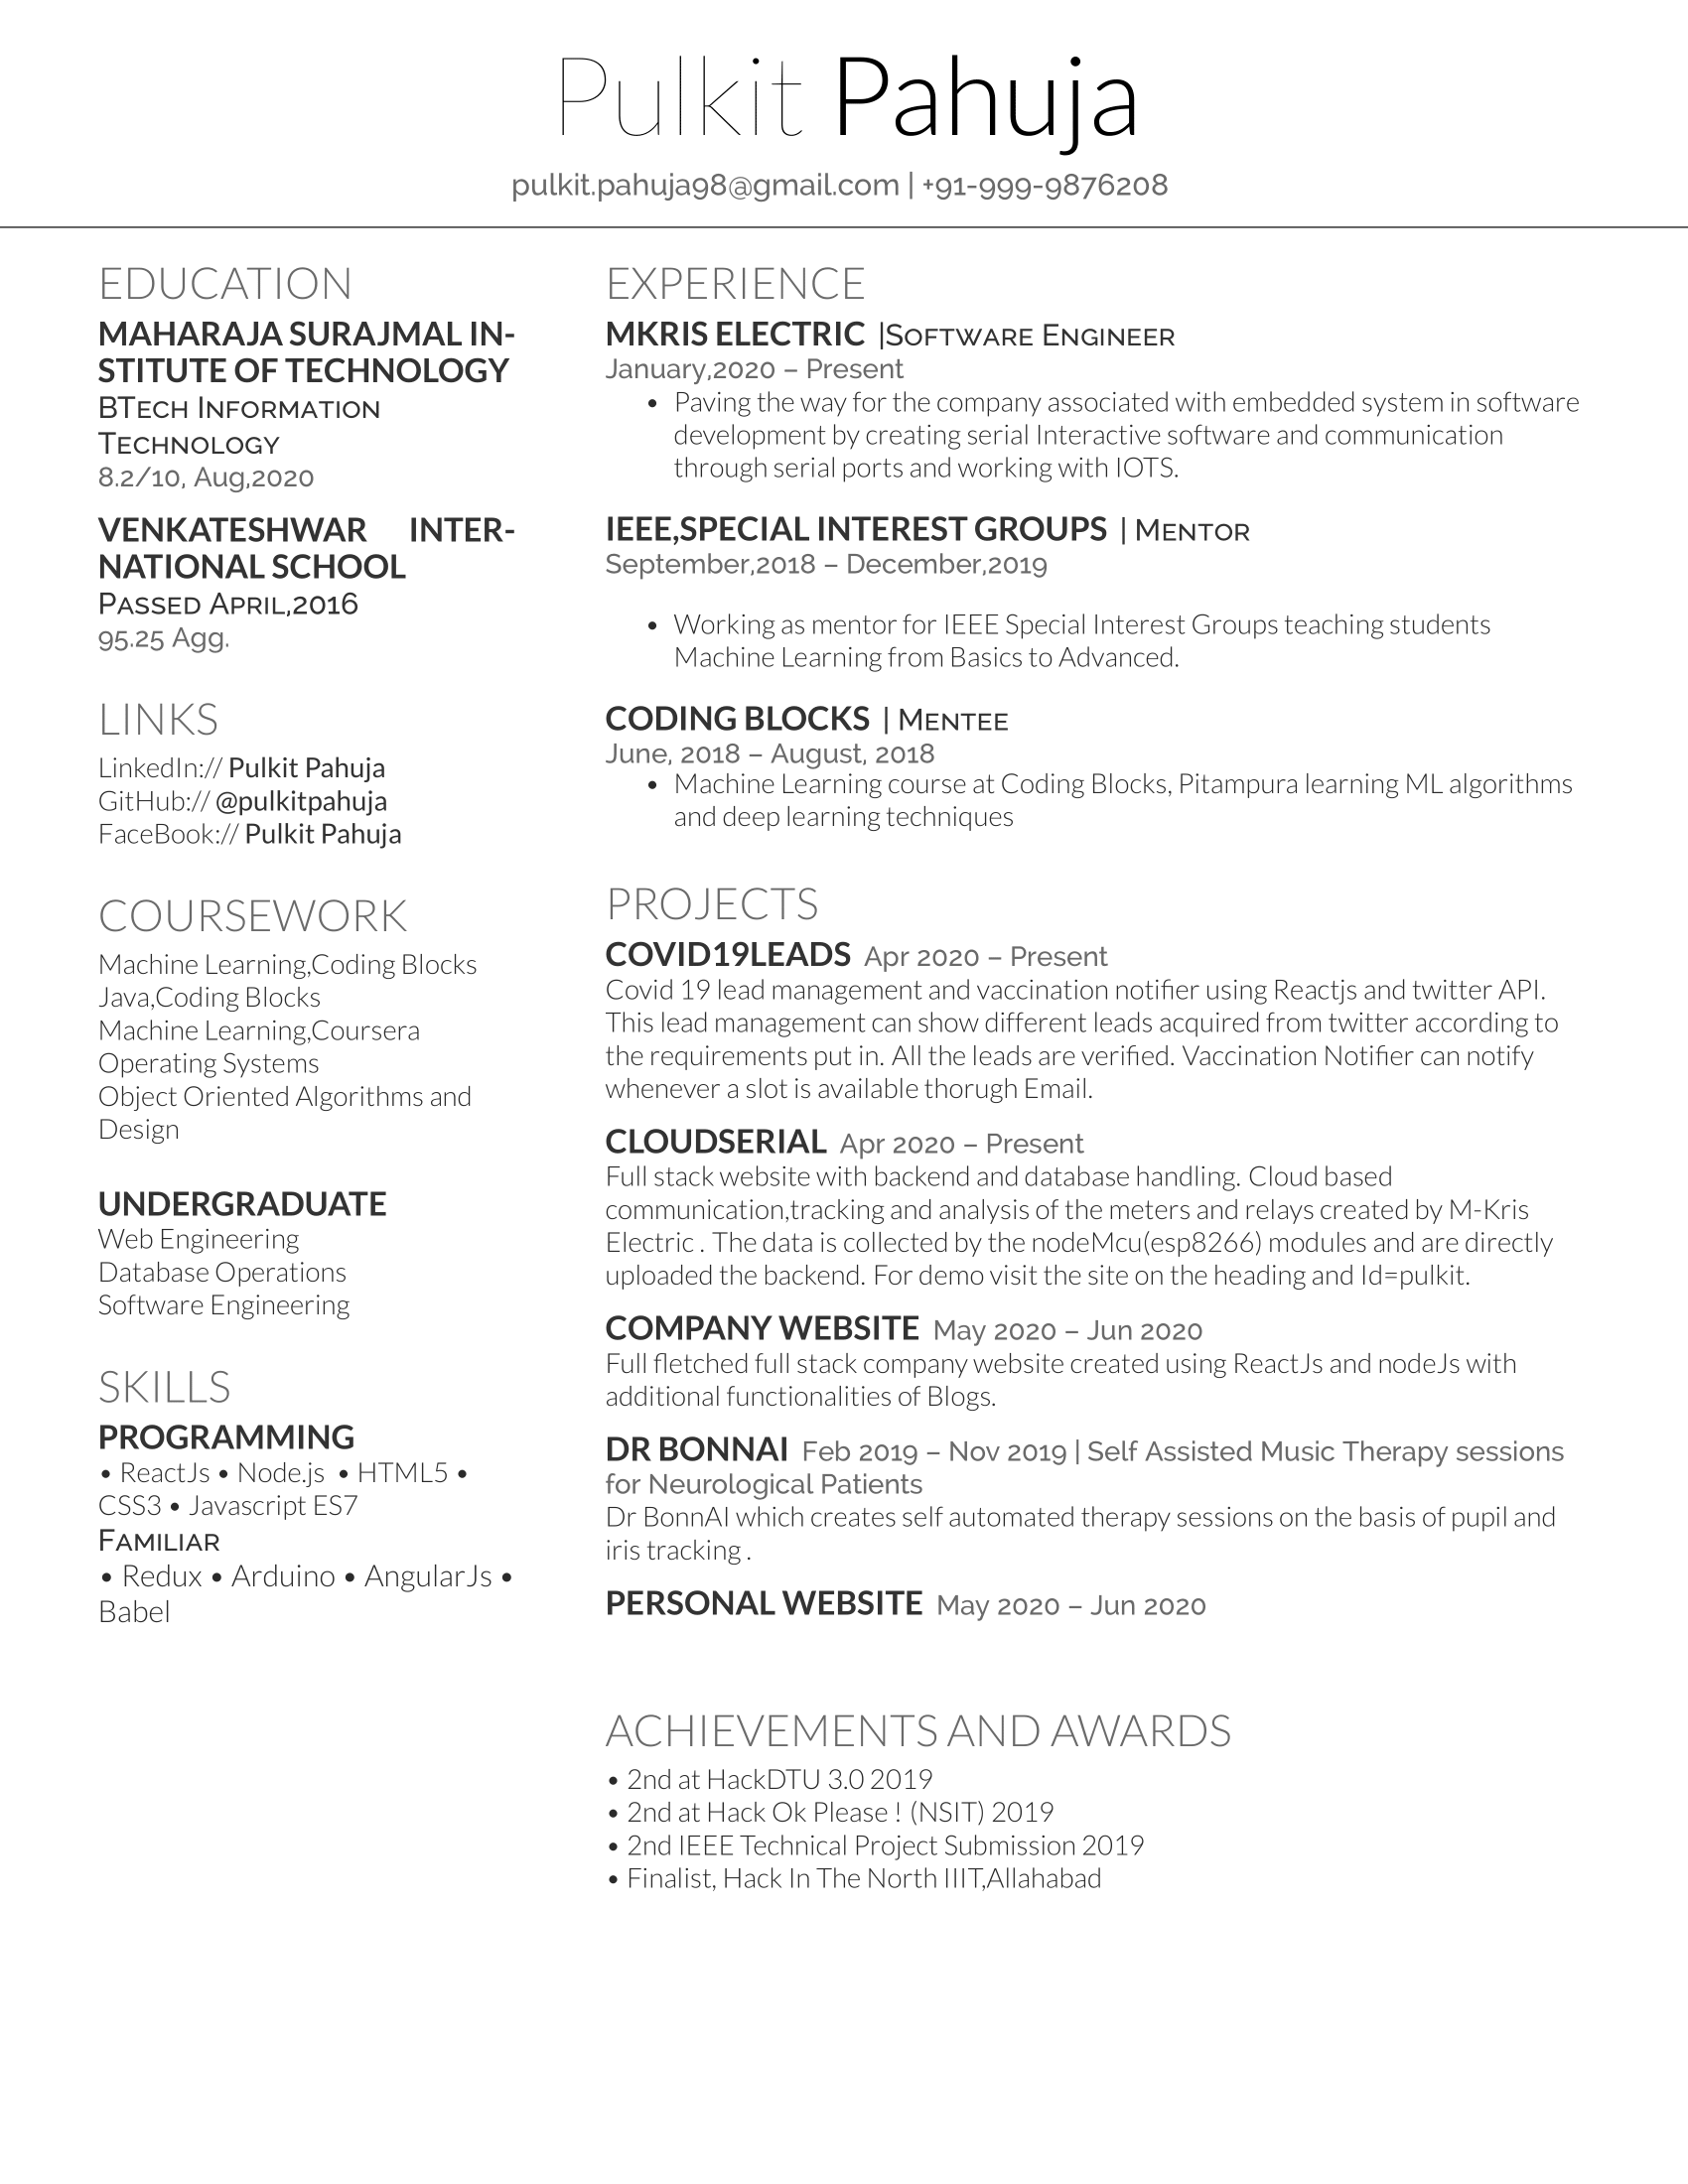 Pulkit Pahuja
pulkit.pahuja98@gmail.com | +91-999-9876208
EDUCATION
MAHARAJA SURAJMAL IN-
STITUTE OF TECHNOLOGY
BTech Information
Technology
8.2/10, Aug,2020
VENKATESHWAR INTER-
NATIONAL SCHOOL
Passed April,2016
95.25 Agg.
LINKS
LinkedIn:// Pulkit Pahuja
GitHub:// @pulkitpahuja
FaceBook:// Pulkit Pahuja
COURSEWORK
Machine Learning,Coding Blocks
Java,Coding Blocks
Machine Learning,Coursera
Operating Systems
Object Oriented Algorithms and
Design
UNDERGRADUATE
Web Engineering
Database Operations
Software Engineering
SKILLS
PROGRAMMING
• ReactJs • Node.js • HTML5 •
CSS3 • Javascript ES7
Familiar
• Redux • Arduino • AngularJs •
Babel
EXPERIENCE
MKRIS ELECTRIC |Software Engineer
January,2020 – Present
• Paving the way for the company associated with embedded system in software
development by creating serial Interactive software and communication
through serial ports and working with IOTS.
IEEE,SPECIAL INTEREST GROUPS | Mentor
September,2018 – December,2019
• Working as mentor for IEEE Special Interest Groups teaching students
Machine Learning from Basics to Advanced.
CODING BLOCKS | Mentee
June, 2018 – August, 2018
• Machine Learning course at Coding Blocks, Pitampura learning ML algorithms
and deep learning techniques
PROJECTS
COVID19LEADS Apr 2020 – Present
Covid 19 lead management and vaccination notifier using Reactjs and twitter API.
This lead management can show different leads acquired from twitter according to
the requirements put in. All the leads are verified. Vaccination Notifier can notify
whenever a slot is available thorugh Email.
CLOUDSERIAL Apr 2020 – Present
Full stack website with backend and database handling. Cloud based
communication,tracking and analysis of the meters and relays created by M-Kris
Electric . The data is collected by the nodeMcu(esp8266) modules and are directly
uploaded the backend. For demo visit the site on the heading and Id=pulkit.
COMPANY WEBSITE May 2020 – Jun 2020
Full fletched full stack company website created using ReactJs and nodeJs with
additional functionalities of Blogs.
DR BONNAI Feb 2019 – Nov 2019 | Self Assisted Music Therapy sessions
for Neurological Patients
Dr BonnAI which creates self automated therapy sessions on the basis of pupil and
iris tracking .
PERSONAL WEBSITE May 2020 – Jun 2020
ACHIEVEMENTS AND AWARDS
• 2nd at HackDTU 3.0 2019
• 2nd at Hack Ok Please ! (NSIT) 2019
• 2nd IEEE Technical Project Submission 2019
• Finalist, Hack In The North IIIT,Allahabad